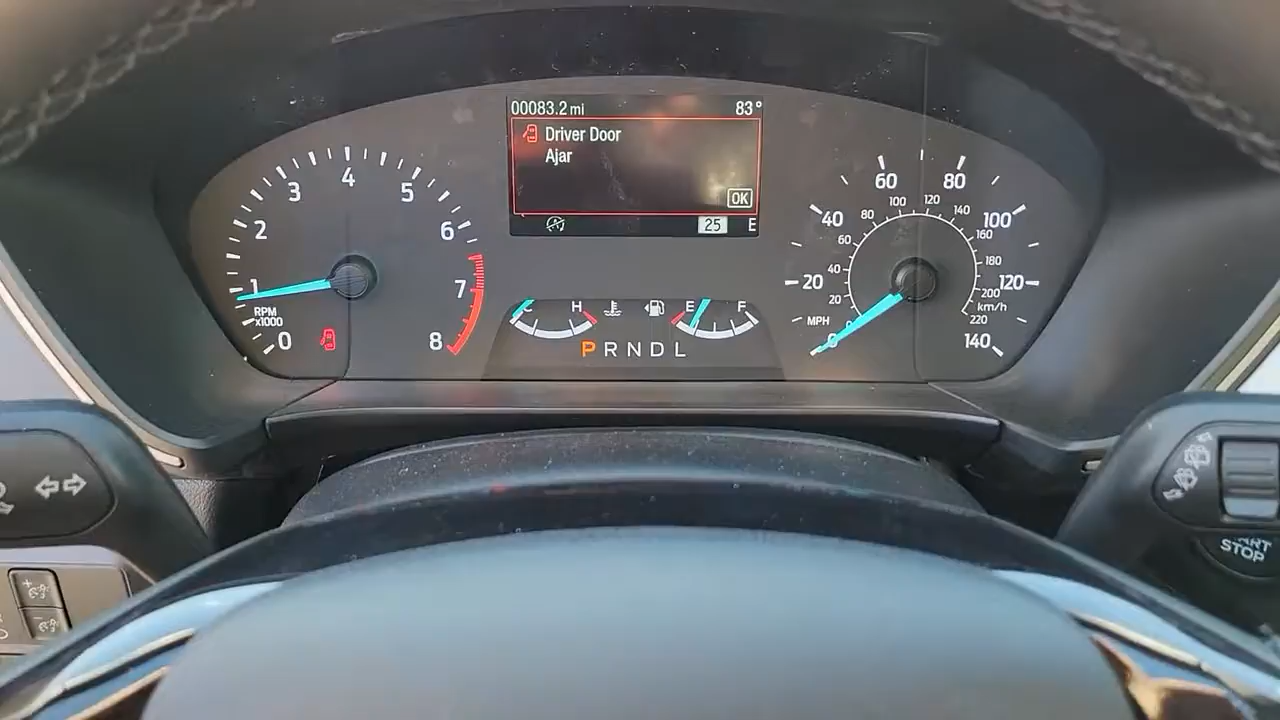 00083.2 mi 83°
Driver Door
Ajar
OK
25 E
0 1 2 3 4 5 6 7 8
RPM
x1000
C H E F
P R N D L
0 20 40 60 80 100 120 140
MPH
20 40 60 80 100 120 140 160 180 200 220
km/h
START
STOP